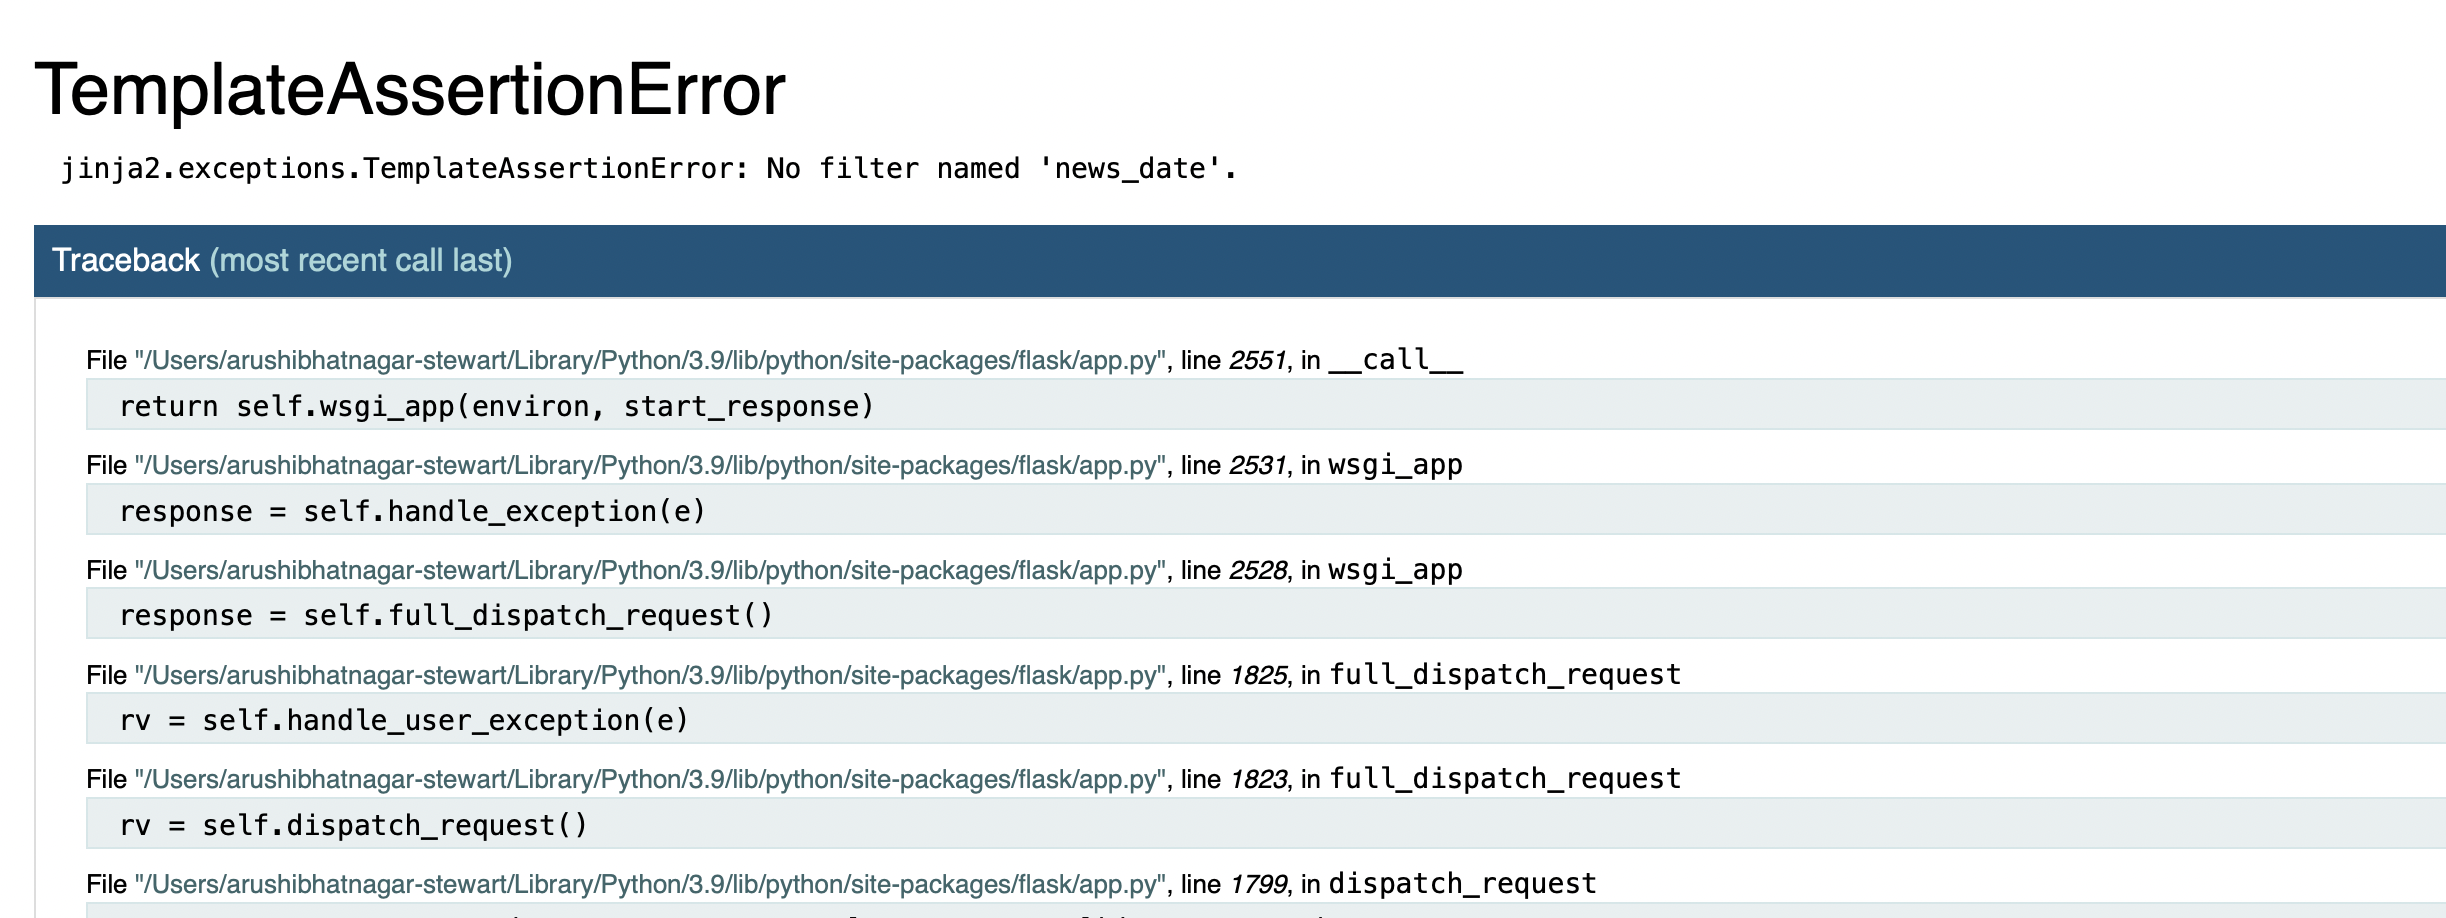 TemplateAssertionError
jinja2.exceptions.TemplateAssertionError: No filter named 'news_date'.
Traceback (most recent call last)
File "/Users/arushibhatnagar-stewart/Library/Python/3.9/lib/python/site-packages/flask/app.py", line 2551, in __call__
return self.wsgi_app(environ, start_response)
File "/Users/arushibhatnagar-stewart/Library/Python/3.9/lib/python/site-packages/flask/app.py", line 2531, in wsgi_app
response = self.handle_exception(e)
File "/Users/arushibhatnagar-stewart/Library/Python/3.9/lib/python/site-packages/flask/app.py", line 2528, in wsgi_app
response = self.full_dispatch_request()
File "/Users/arushibhatnagar-stewart/Library/Python/3.9/lib/python/site-packages/flask/app.py", line 1825, in full_dispatch_request
rv = self.handle_user_exception(e)
File "/Users/arushibhatnagar-stewart/Library/Python/3.9/lib/python/site-packages/flask/app.py", line 1823, in full_dispatch_request
rv = self.dispatch_request()
File "/Users/arushibhatnagar-stewart/Library/Python/3.9/lib/python/site-packages/flask/app.py", line 1799, in dispatch_request